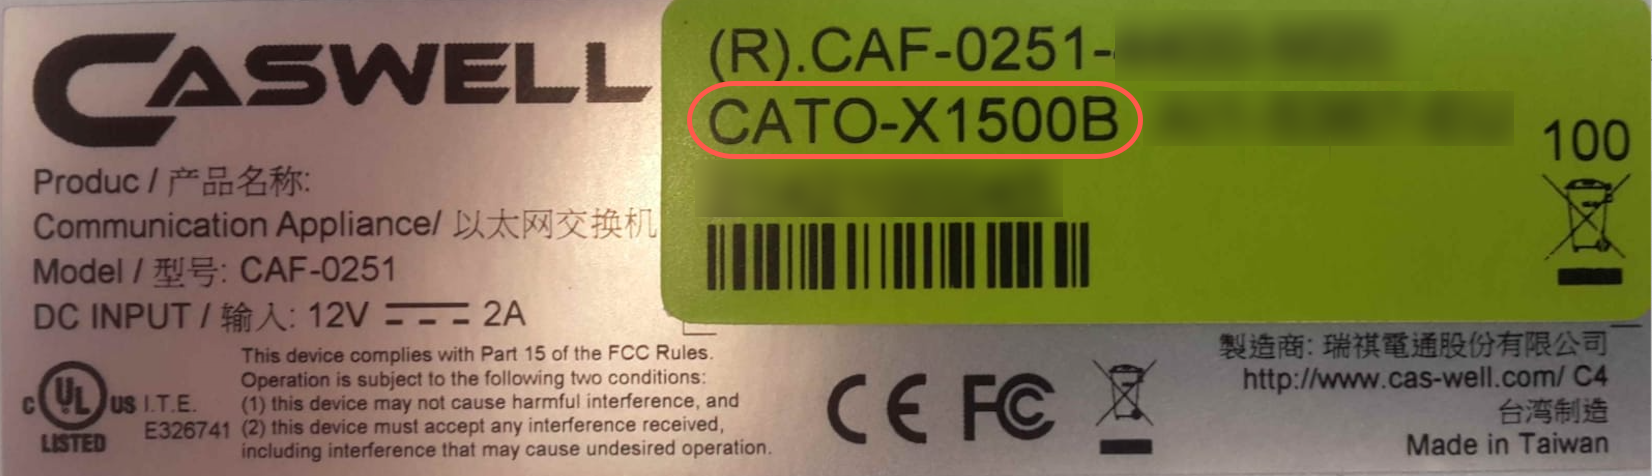 CASWELL
Produc / 产品名称:
Communication Appliance/ 以太网交换机
Model / 型号: CAF-0251
DC INPUT / 输入: 12V 2A
(R).CAF-0251-
CATO-X1500B
100
C UL US LISTED
I.T.E.
E326741
This device complies with Part 15 of the FCC Rules.
Operation is subject to the following two conditions:
(1) this device may not cause harmful interference, and
(2) this device must accept any interference received,
including interference that may cause undesired operation.
CE FC
製造商: 瑞祺電通股份有限公司
http://www.cas-well.com/ C4
台湾制造
Made in Taiwan